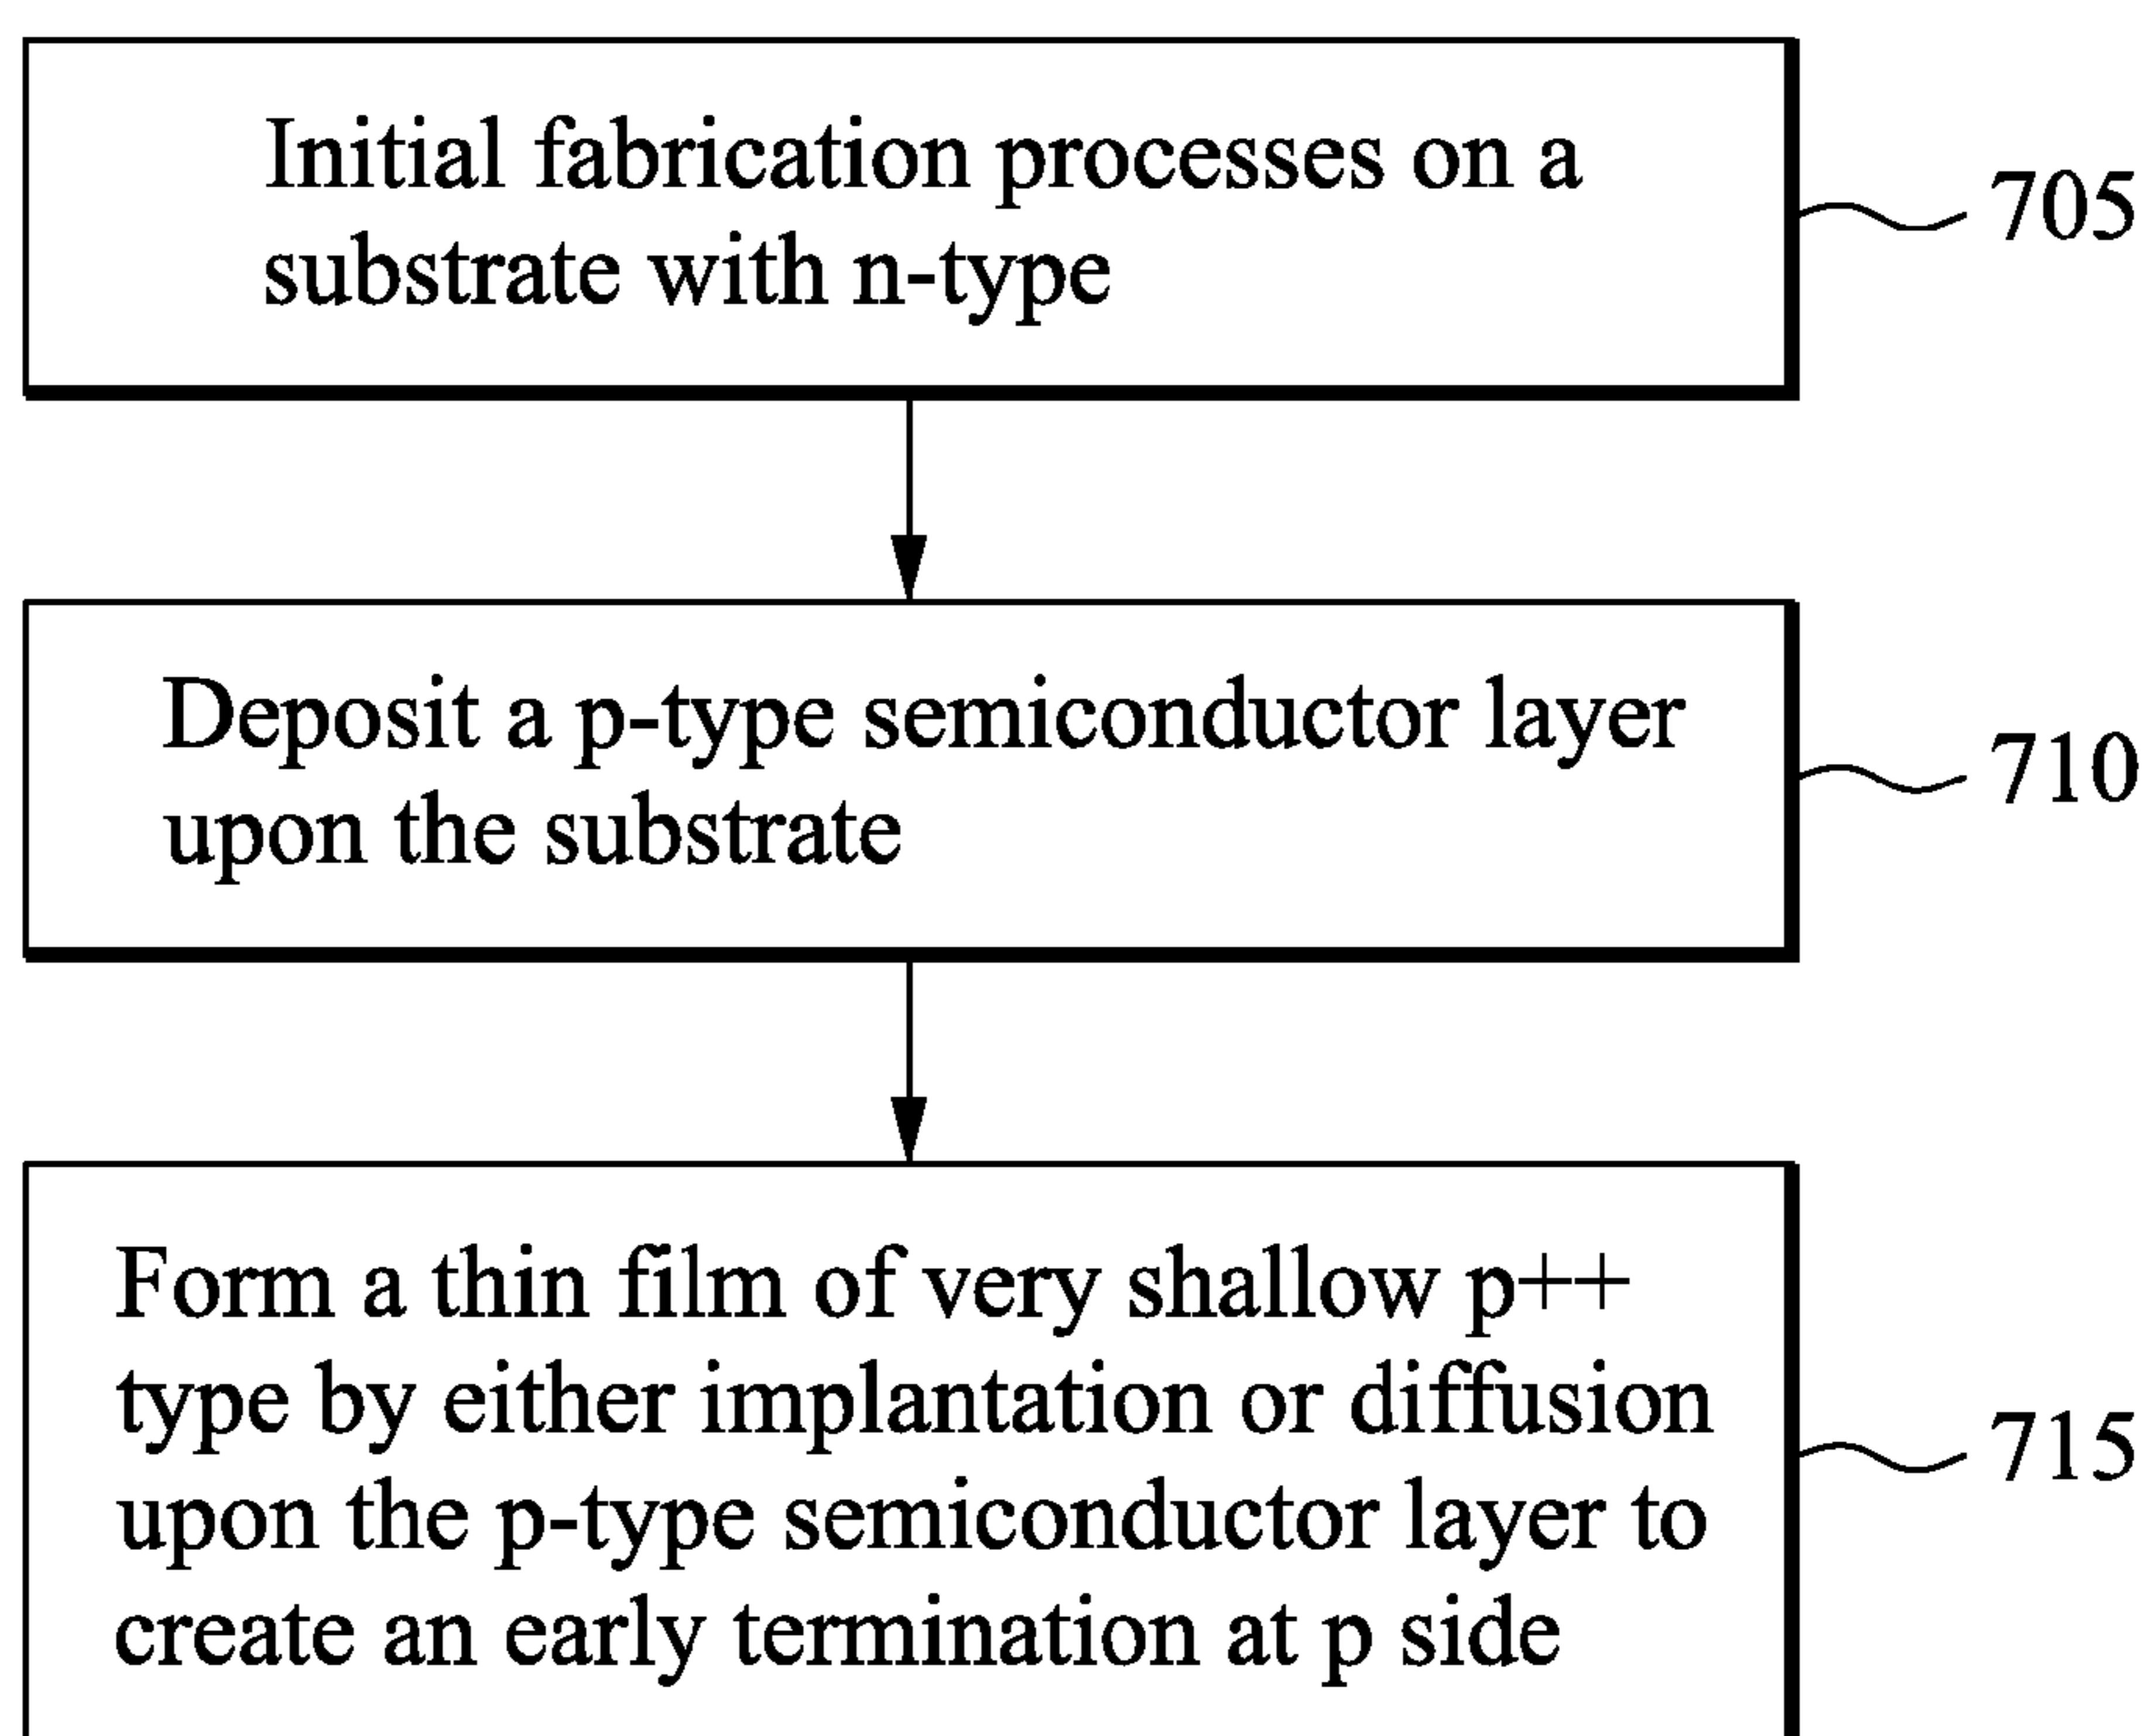 Initial fabrication processes on a
substrate with n-type
705
Deposit a p-type semiconductor layer
upon the substrate
710
Form a thin film of very shallow p++
type by either implantation or diffusion
upon the p-type semiconductor layer to
create an early termination at p side
715